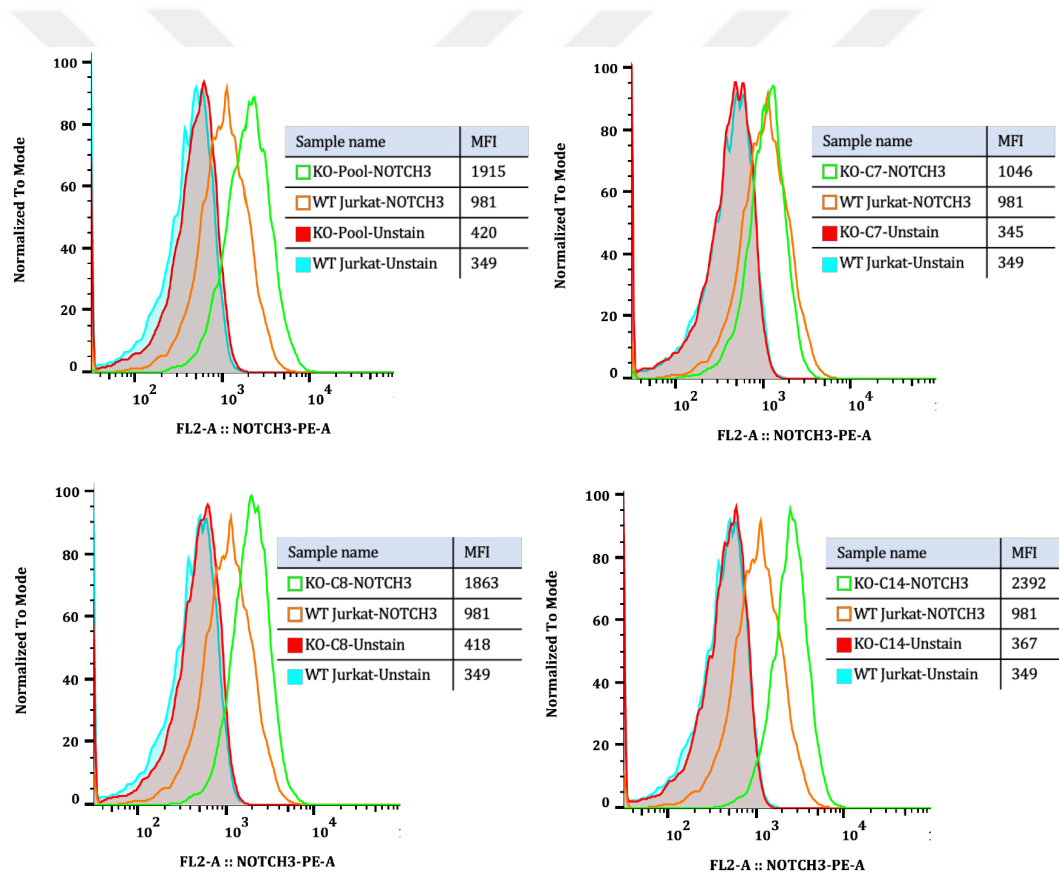 100
80
60
40
20
0
Normalized To Mode
10² 10³ 10⁴
FL2-A :: NOTCH3-PE-A
Sample name MFI
KO-Pool-NOTCH3 1915
WT Jurkat-NOTCH3 981
KO-Pool-Unstain 420
WT Jurkat-Unstain 349
100
80
60
40
20
0
Normalized To Mode
10² 10³ 10⁴
FL2-A :: NOTCH3-PE-A
Sample name MFI
KO-C7-NOTCH3 1046
WT Jurkat-NOTCH3 981
KO-C7-Unstain 345
WT Jurkat-Unstain 349
100
80
60
40
20
0
Normalized To Mode
10² 10³ 10⁴
FL2-A :: NOTCH3-PE-A
Sample name MFI
KO-C8-NOTCH3 1863
WT Jurkat-NOTCH3 981
KO-C8-Unstain 418
WT Jurkat-Unstain 349
100
80
60
40
20
0
Normalized To Mode
10² 10³ 10⁴
FL2-A :: NOTCH3-PE-A
Sample name MFI
KO-C14-NOTCH3 2392
WT Jurkat-NOTCH3 981
KO-C14-Unstain 367
WT Jurkat-Unstain 349